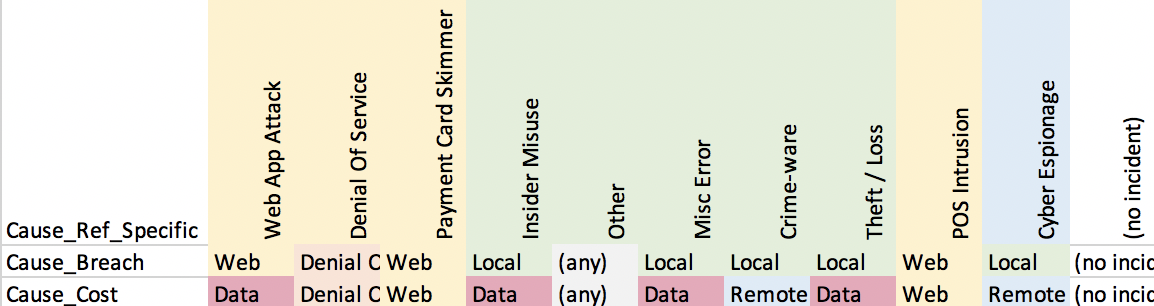 Cause_Ref_Specific Web App Attack Denial Of Service Payment Card Skimmer Insider Misuse Other Misc Error Crime-ware Theft / Loss POS Intrusion Cyber Espionage (no incident)
Cause_Breach Web Denial C Web Local (any) Local Local Local Web Local (no incid
Cause_Cost Data Denial C Web Data (any) Data Remote Data Web Remote (no incid